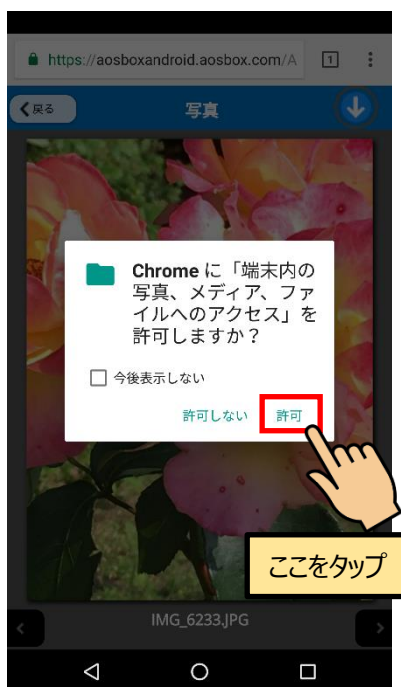 https://aosboxandroid.aosbox.com/A
1
戻る
写真
Chrome に「端末内の
写真、メディア、ファ
イルへのアクセス」を
許可しますか？
今後表示しない
許可しない
許可
ここをタップ
IMG_6233.JPG